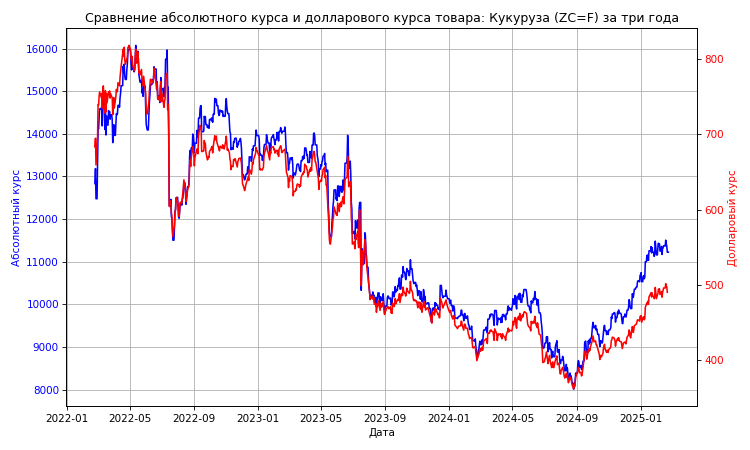 Сравнение абсолютного курса и долларового курса товара: Кукуруза (ZC=F) за три года
Абсолютный курс
16000
15000
14000
13000
12000
11000
10000
9000
8000
800
700
600
500
400
Долларовый курс
2022-01 2022-05 2022-09 2023-01 2023-05 2023-09 2024-01 2024-05 2024-09 2025-01
Дата